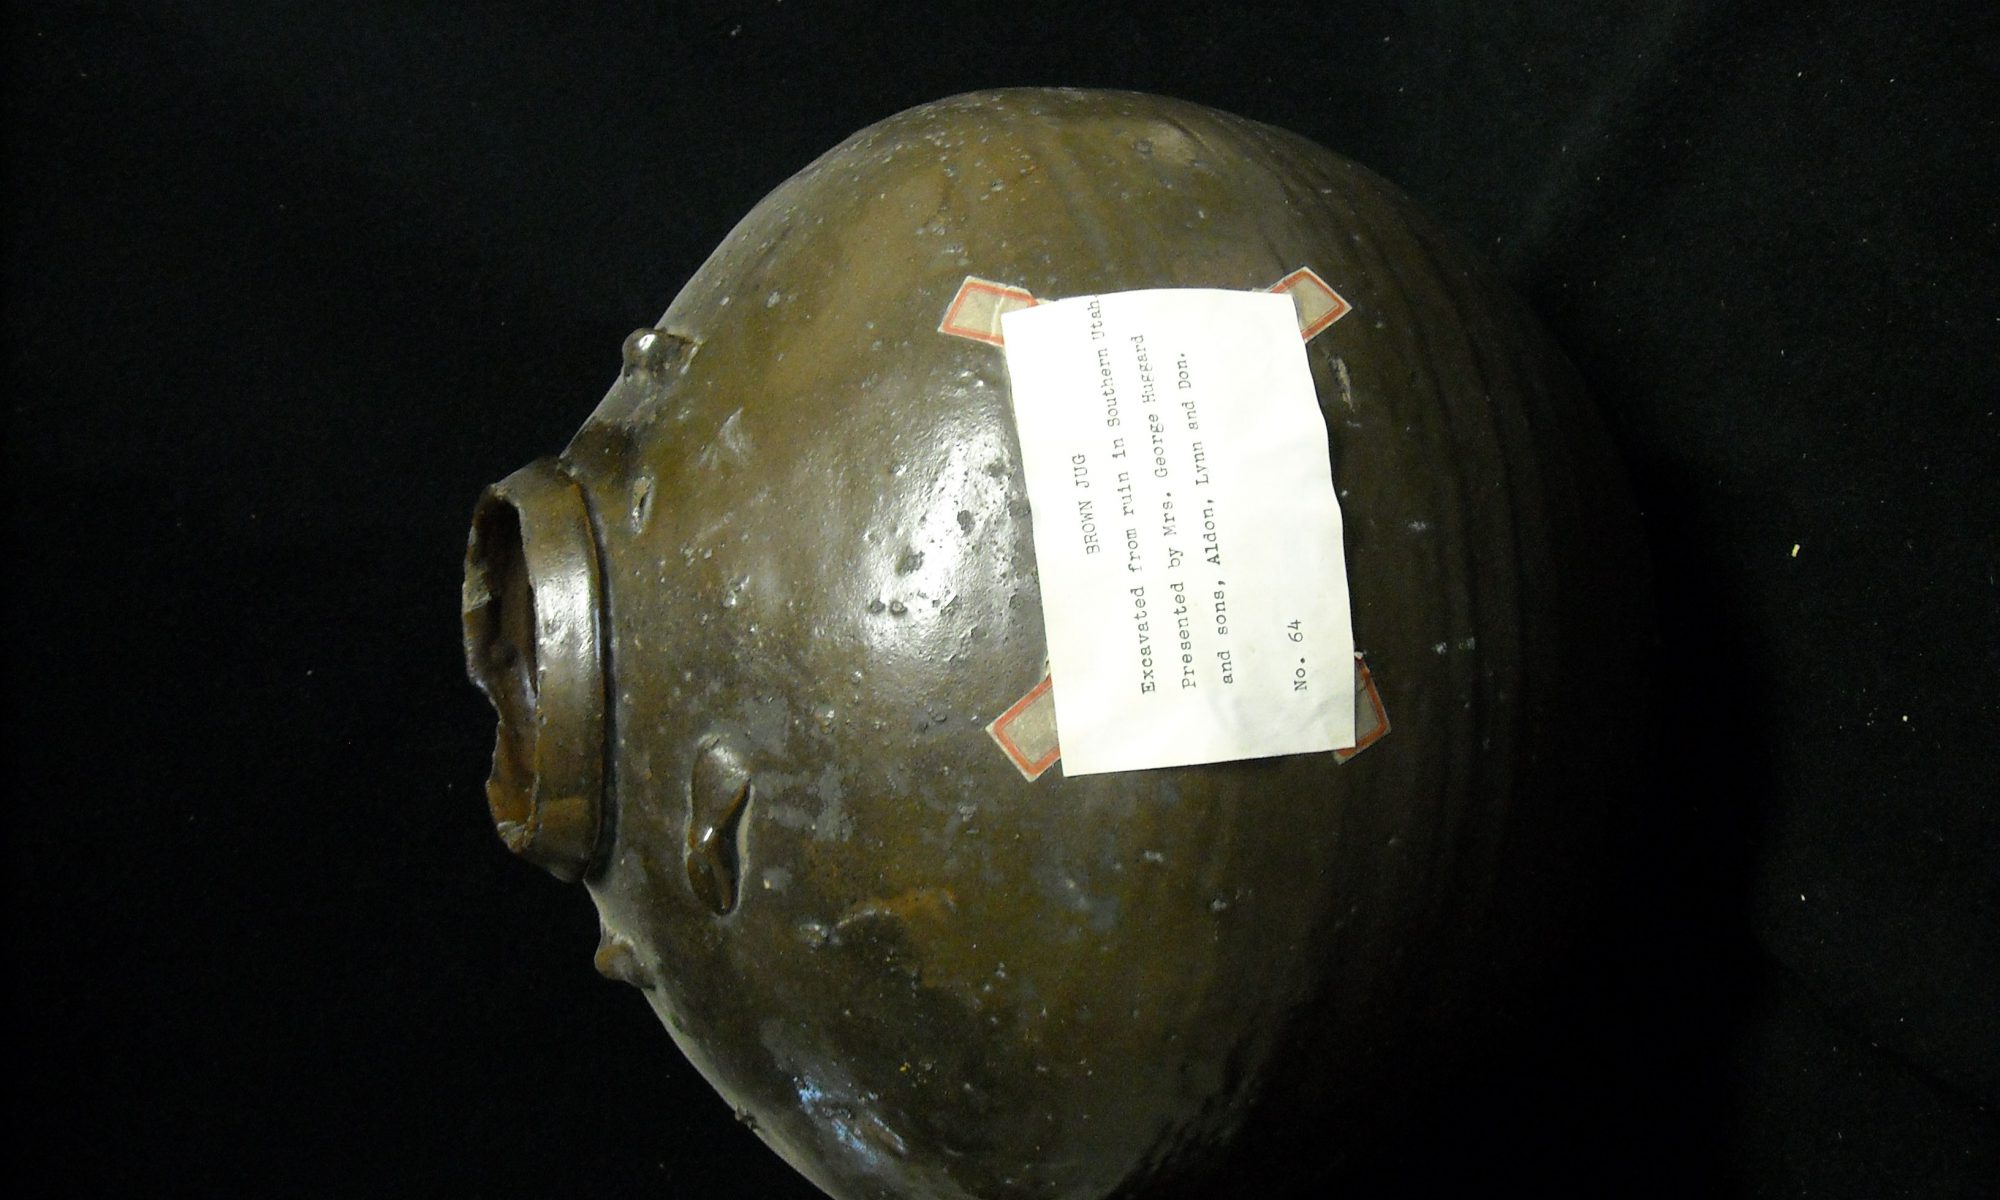 BROWN JUG
Excavated from ruin in Southern Utah.
Presented by Mrs. George Huggard
and sons, Aldon, Lynn and Don.
No. 64